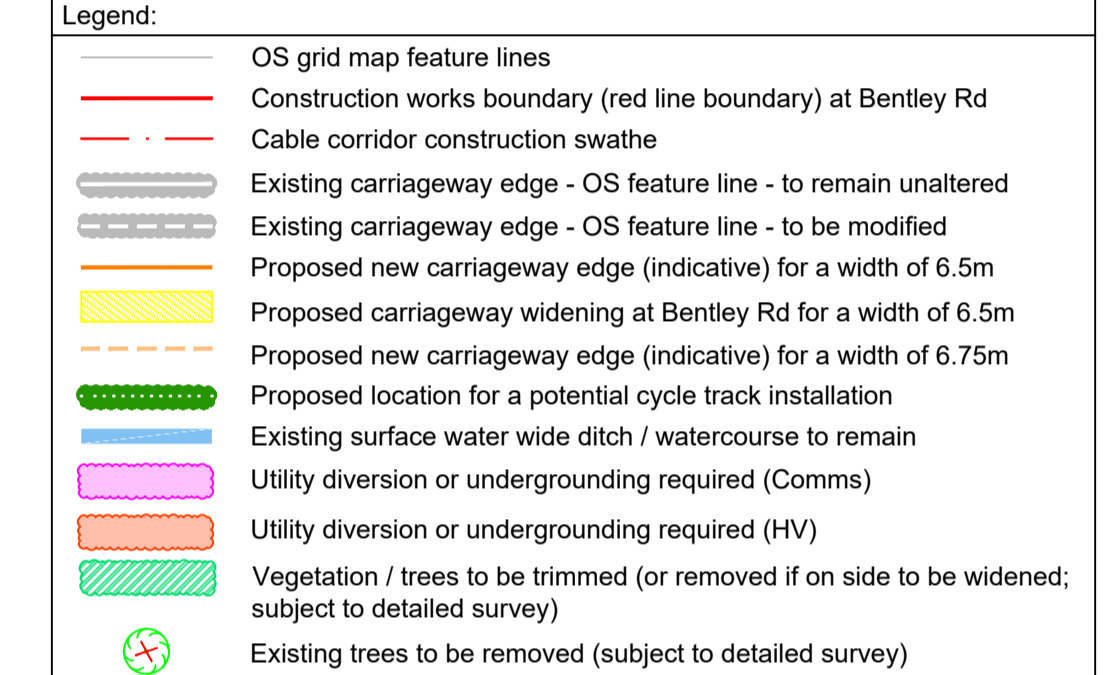 Legend:
OS grid map feature lines
Construction works boundary (red line boundary) at Bentley Rd
Cable corridor construction swathe
Existing carriageway edge - OS feature line - to remain unaltered
Existing carriageway edge - OS feature line - to be modified
Proposed new carriageway edge (indicative) for a width of 6.5m
Proposed carriageway widening at Bentley Rd for a width of 6.5m
Proposed new carriageway edge (indicative) for a width of 6.75m
Proposed location for a potential cycle track installation
Existing surface water wide ditch / watercourse to remain
Utility diversion or undergrounding required (Comms)
Utility diversion or undergrounding required (HV)
Vegetation / trees to be trimmed (or removed if on side to be widened;
subject to detailed survey)
Existing trees to be removed (subject to detailed survey)